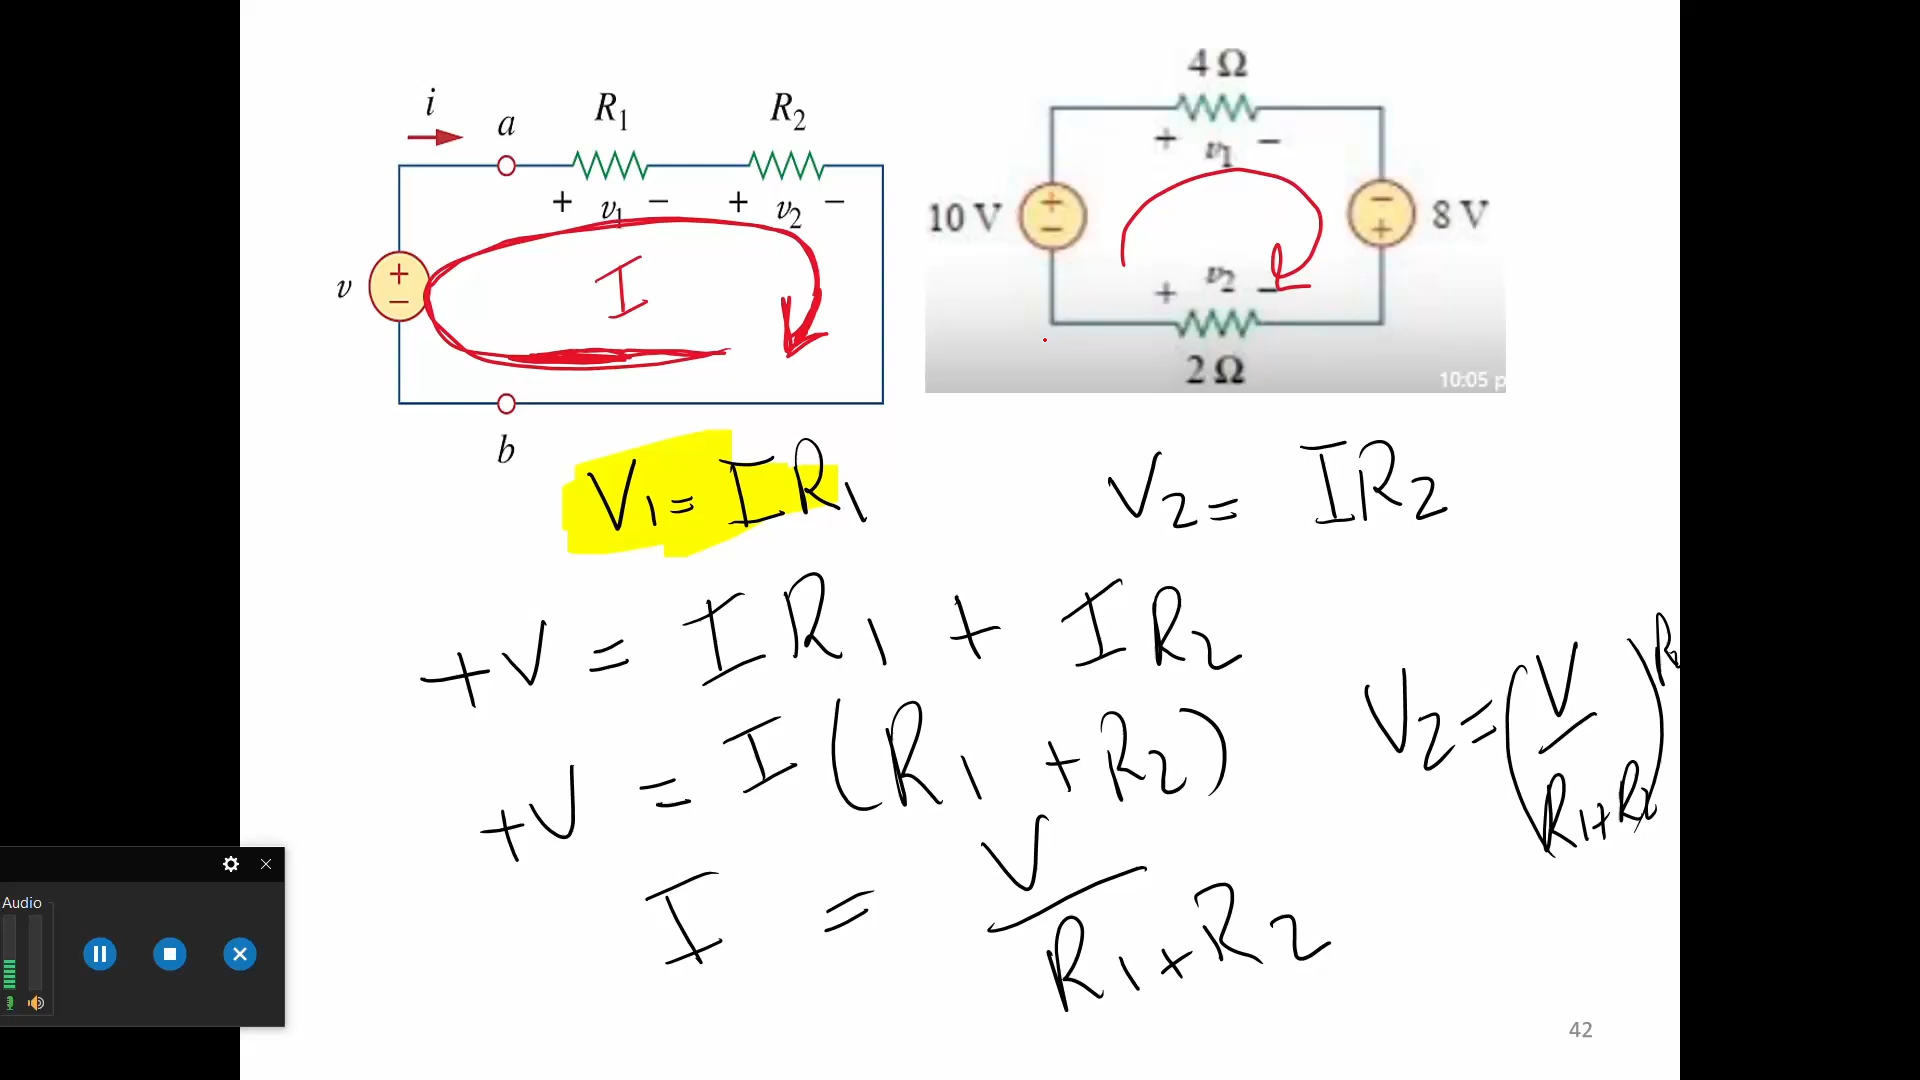 i
a
R₁
R₂
+ v₁ −
+ v₂ −
v
+
−
I
b
4 Ω
+ v₁ −
10 V
+
−
−
+
8 V
+ v₂ −
2 Ω
10:05 p
V₁ = IR₁
V₂ = IR₂
+V = IR₁ + IR₂
+V = I(R₁ + R₂)
V₂ = (V/R₁+R₂)R₂
I = V/R₁+R₂
Audio
42